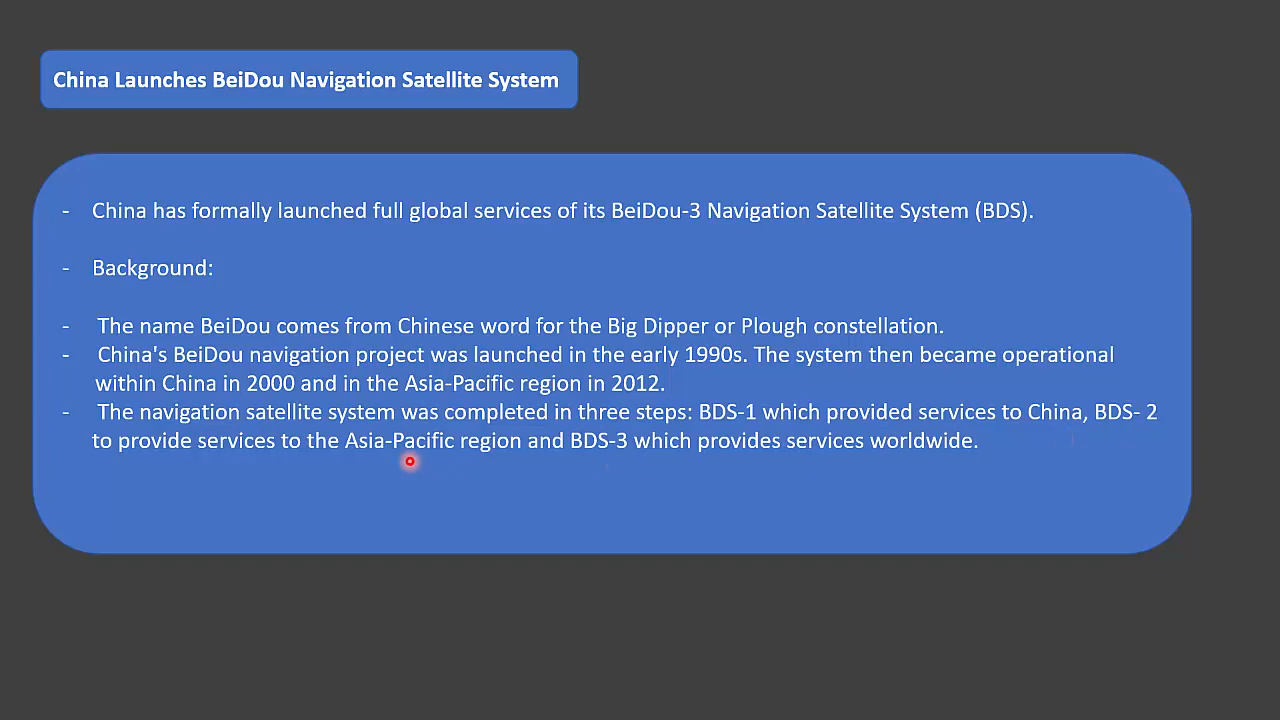 China Launches BeiDou Navigation Satellite System
- China has formally launched full global services of its BeiDou-3 Navigation Satellite System (BDS).
- Background:
- The name BeiDou comes from Chinese word for the Big Dipper or Plough constellation.
- China's BeiDou navigation project was launched in the early 1990s. The system then became operational
within China in 2000 and in the Asia-Pacific region in 2012.
- The navigation satellite system was completed in three steps: BDS-1 which provided services to China, BDS- 2
to provide services to the Asia-Pacific region and BDS-3 which provides services worldwide.